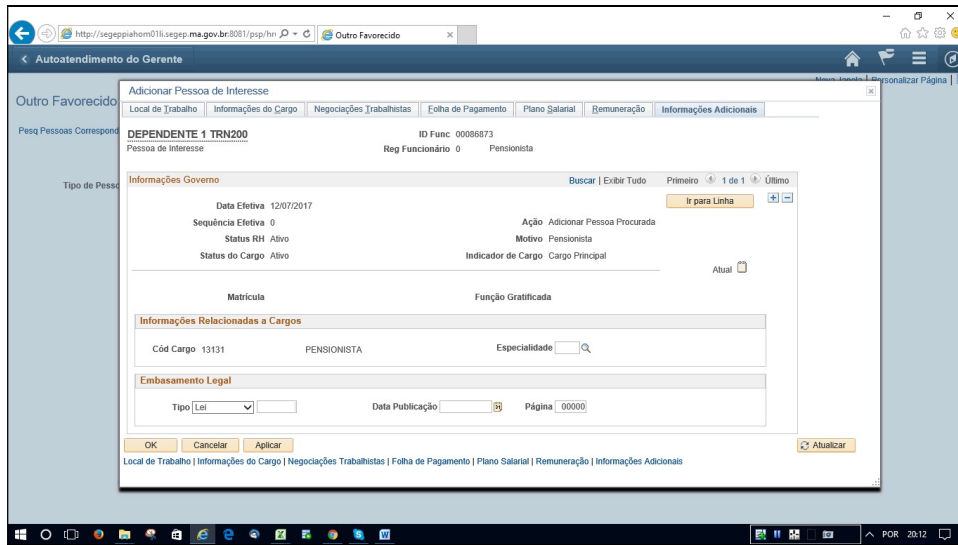 http://segeppiahom01li.segep.ma.gov.br:8081/psp/hri
Outro Favorecido
Autoatendimento do Gerente
Nova Janela | Personalizar Página |
Outro Favorecido
Pesq Pessoas Correspond
Tipo de Pesso
Adicionar Pessoa de Interesse
Local de Trabalho Informações do Cargo Negociações Trabalhistas Folha de Pagamento Plano Salarial Remuneração Informações Adicionais
DEPENDENTE 1 TRN200 ID Func 00086873
Pessoa de Interesse Reg Funcionário 0 Pensionista
Informações Governo Buscar | Exibir Tudo Primeiro 1 de 1 Último
Data Efetiva 12/07/2017 Ir para Linha
Sequência Efetiva 0 Ação Adicionar Pessoa Procurada
Status RH Ativo Motivo Pensionista
Status do Cargo Ativo Indicador de Cargo Cargo Principal
Atual
Matrícula Função Gratificada
Informações Relacionadas a Cargos
Cód Cargo 13131 PENSIONISTA Especialidade
Embasamento Legal
Tipo Lei Data Publicação Página 00000
OK Cancelar Aplicar Atualizar
Local de Trabalho | Informações do Cargo | Negociações Trabalhistas | Folha de Pagamento | Plano Salarial | Remuneração | Informações Adicionais
POR 20:12